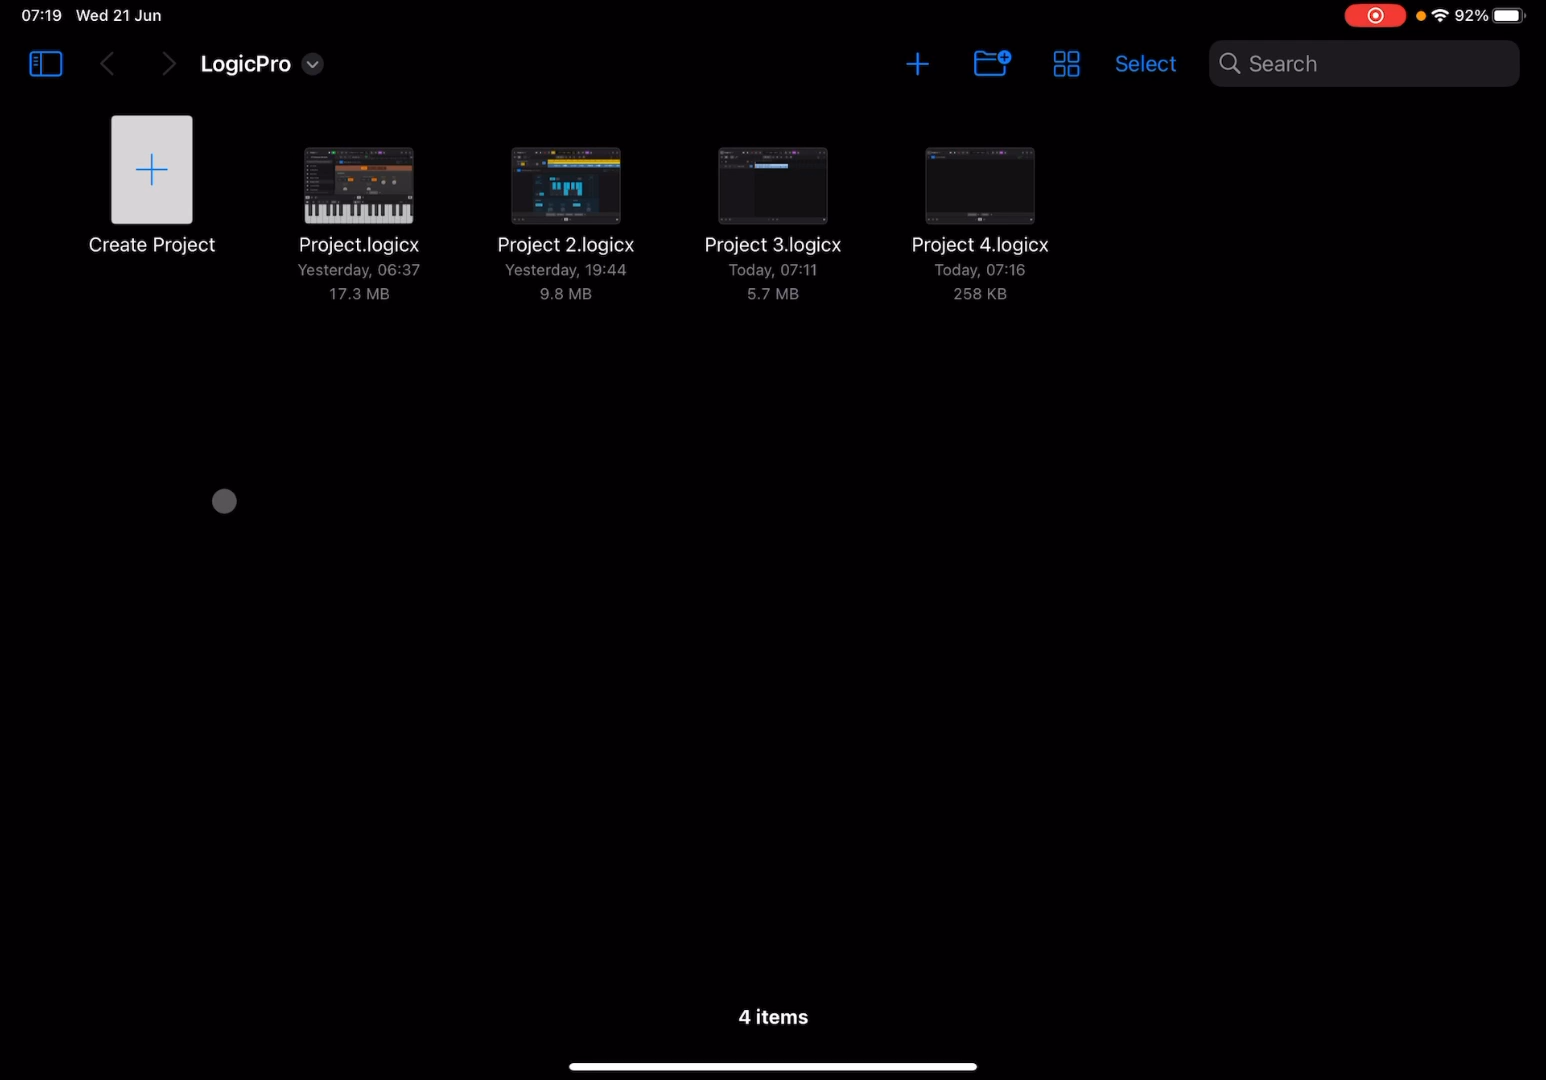 07:19 Wed 21 Jun 92%
LogicPro Select Search
Create Project
Project.logicx
Yesterday, 06:37
17.3 MB
Project 2.logicx
Yesterday, 19:44
9.8 MB
Project 3.logicx
Today, 07:11
5.7 MB
Project 4.logicx
Today, 07:16
258 KB
4 items